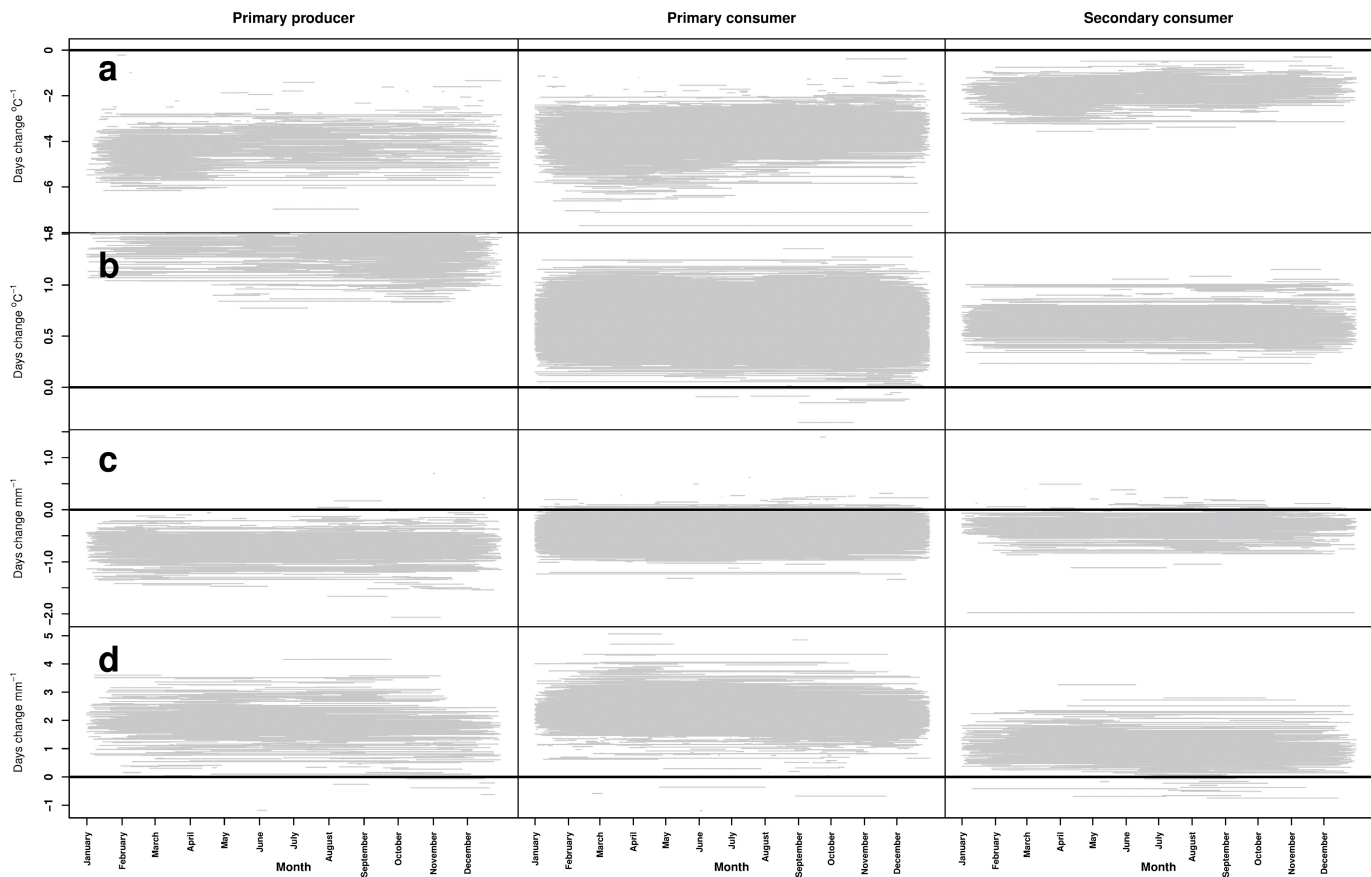 Primary producer
Primary consumer
Secondary consumer
a
Days change °C⁻¹
0
−2
−4
−6
b
Days change °C⁻¹
1.0
0.5
0.0
c
Days change mm⁻¹
1.0
0.0
−1.0
−2.0
d
Days change mm⁻¹
5
4
3
2
1
0
−1
January
February
March
April
May
June
July
August
September
October
November
December
January
February
March
April
May
June
July
August
September
October
November
December
January
February
March
April
May
June
July
August
September
October
November
December
Month
Month
Month